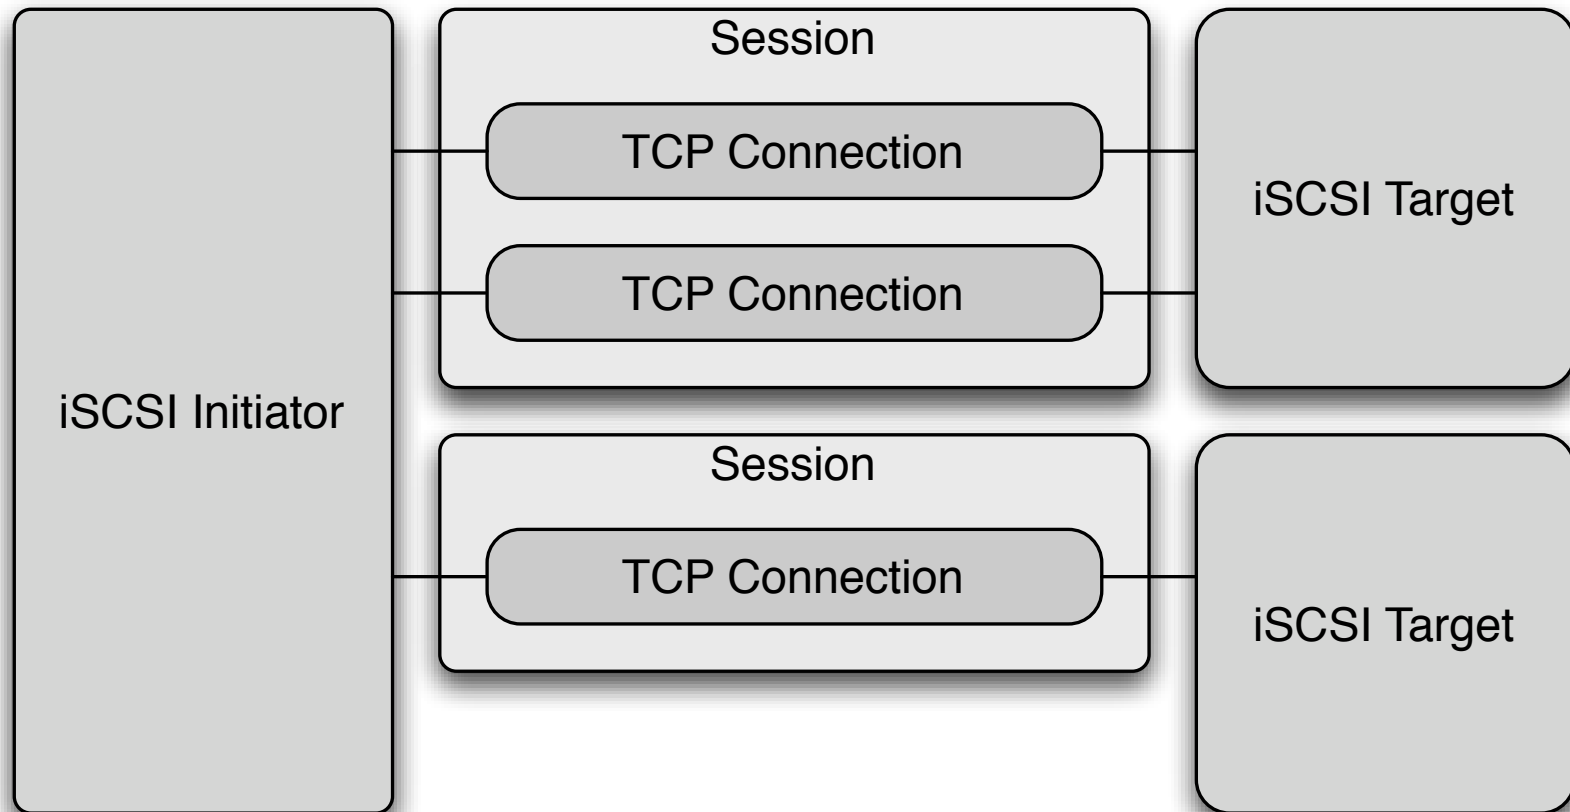 Session
TCP Connection
TCP Connection
iSCSI Target
iSCSI Initiator
Session
TCP Connection
iSCSI Target